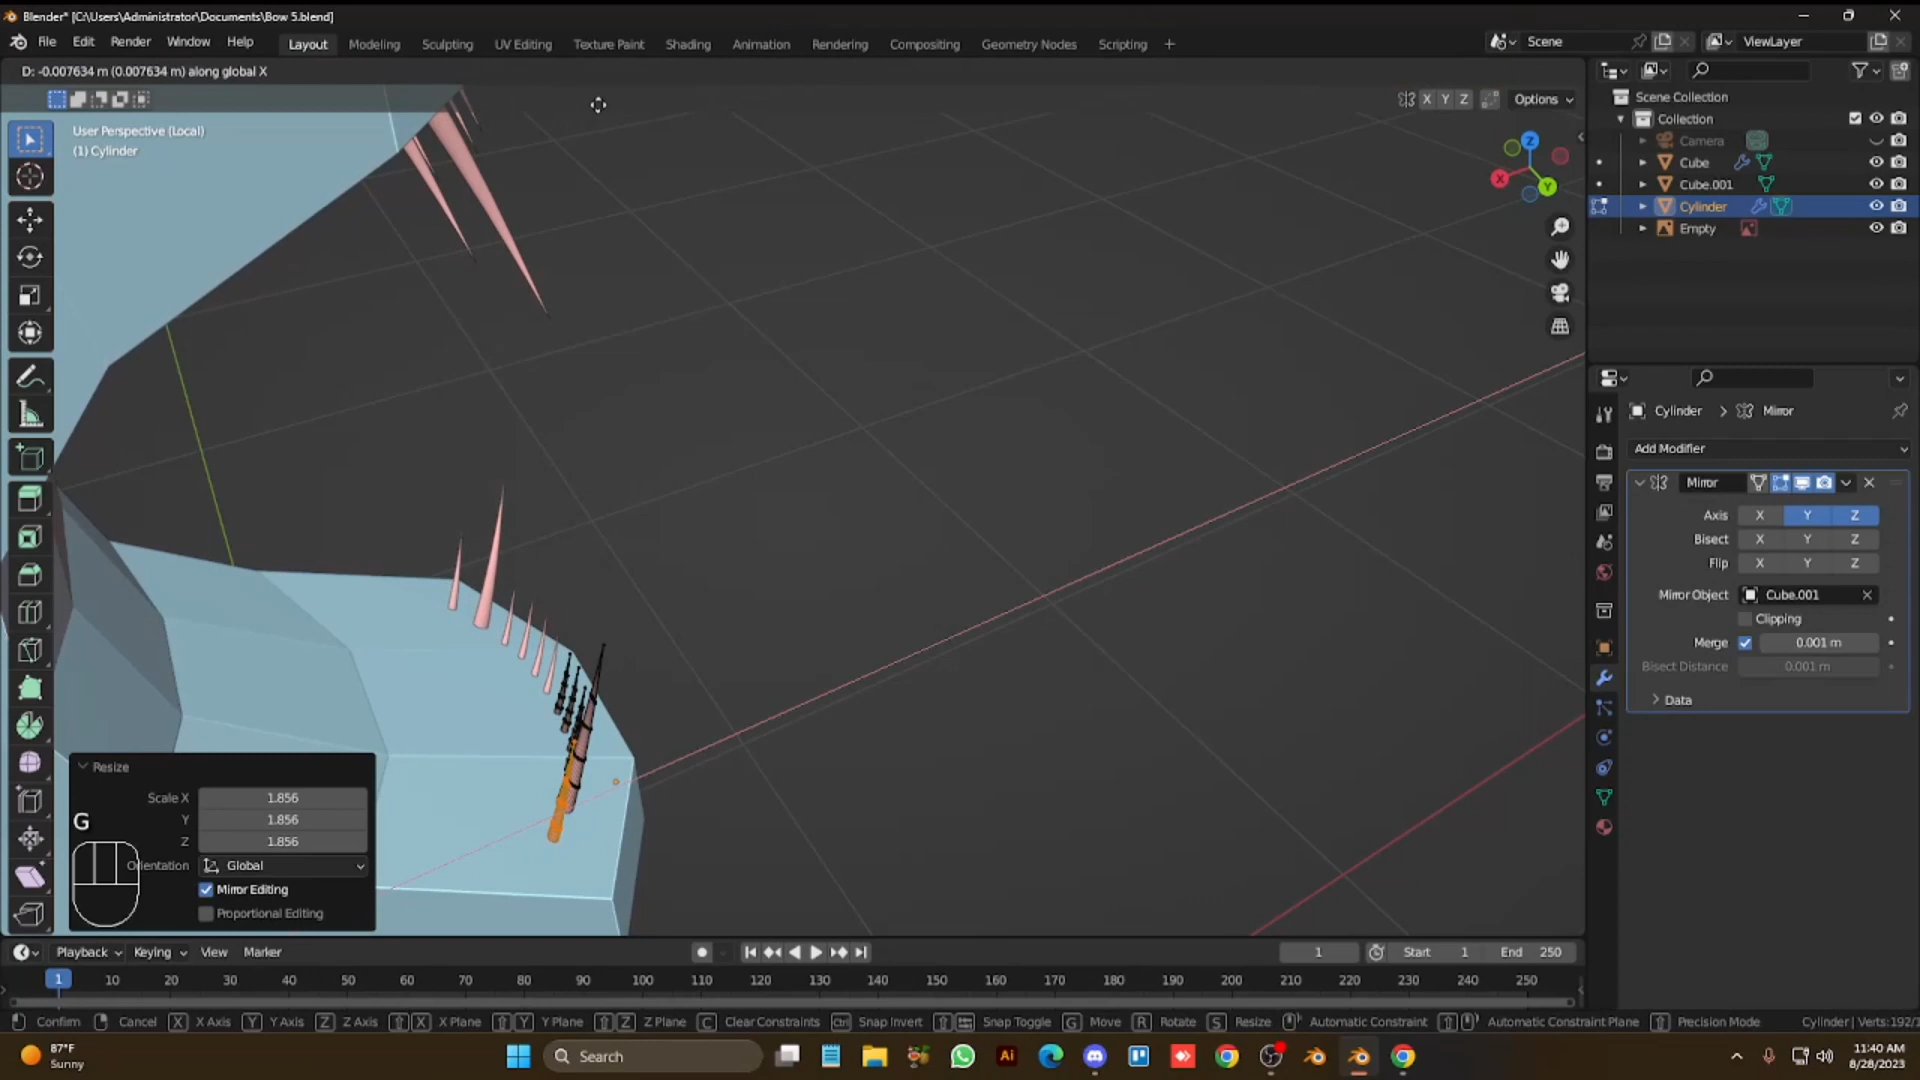 Blender* [C:\Users\Administrator\Documents\Bow 5.blend]
File Edit Render Window Help Layout Modeling Sculpting UV Editing Texture Paint Shading Animation Rendering Compositing Geometry Nodes Scripting + Scene ViewLayer
D: -0.007634 m (0.007634 m) along global X
X Y Z Options
User Perspective (Local)
(1) Cylinder
Z
X
Y
Scene Collection
Collection
Camera
Cube
Cube.001
Cylinder
Empty
Cylinder > Mirror
Add Modifier
Mirror
Axis X Y Z
Bisect X Y Z
Flip X Y Z
Mirror Object Cube.001
Clipping
Merge 0.001 m
Bisect Distance 0.001 m
Data
Resize
Scale X 1.856
Y 1.856
Z 1.856
Orientation Global
Mirror Editing
Proportional Editing
G
Playback Keying View Marker 1 Start 1 End 250
1 10 20 30 40 50 60 70 80 90 100 110 120 130 140 150 160 170 180 190 200 210 220 230 240 250
Confirm Cancel X X Axis Y Y Axis Z Z Axis X X Plane Y Y Plane Z Z Plane C Clear Constraints Ctrl Snap Invert Snap Toggle G Move R Rotate S Resize Automatic Constraint Automatic Constraint Plane Precision Mode Cylinder | Verts:192/1
87°F
Sunny
Search
Ai
11:40 AM
8/28/2023